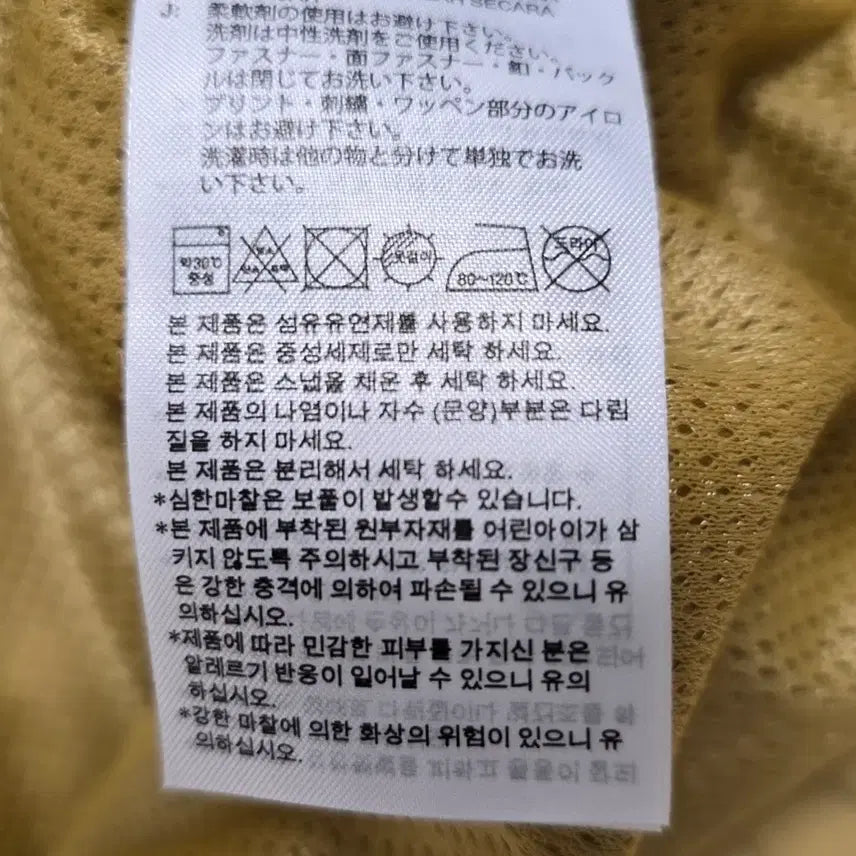 SECARA
J: 柔軟剤の使用はお避け下さい。
洗剤は中性洗剤をご使用ください。
ファスナー・面ファスナー・釦・バック
ルは閉じてお洗い下さい。
プリント・刺繍・ワッペン部分のアイロ
ンはお避け下さい。
洗濯時は他の物と分けて単独でお洗
い下さい。
약30℃
중성
염소
산소 표백
옷걸이
80~120℃
드라이
본 제품은 섬유유연제를 사용하지 마세요.
본 제품은 중성세제로만 세탁 하세요.
본 제품은 스냅을 채운 후 세탁 하세요.
본 제품의 나염이나 자수 (문양)부분은 다림
질을 하지 마세요.
본 제품은 분리해서 세탁 하세요.
*심한마찰은 보풀이 발생할수 있습니다.
*본 제품에 부착된 원부자재를 어린아이가 삼
키지 않도록 주의하시고 부착된 장신구 등
은 강한 충격에 의하여 파손될 수 있으니 유
의하십시오.
*제품에 따라 민감한 피부를 가지신 분은
알레르기 반응이 일어날 수 있으니 유의
하십시오.
*강한 마찰에 의한 화상의 위험이 있으니 유
의하십시오.